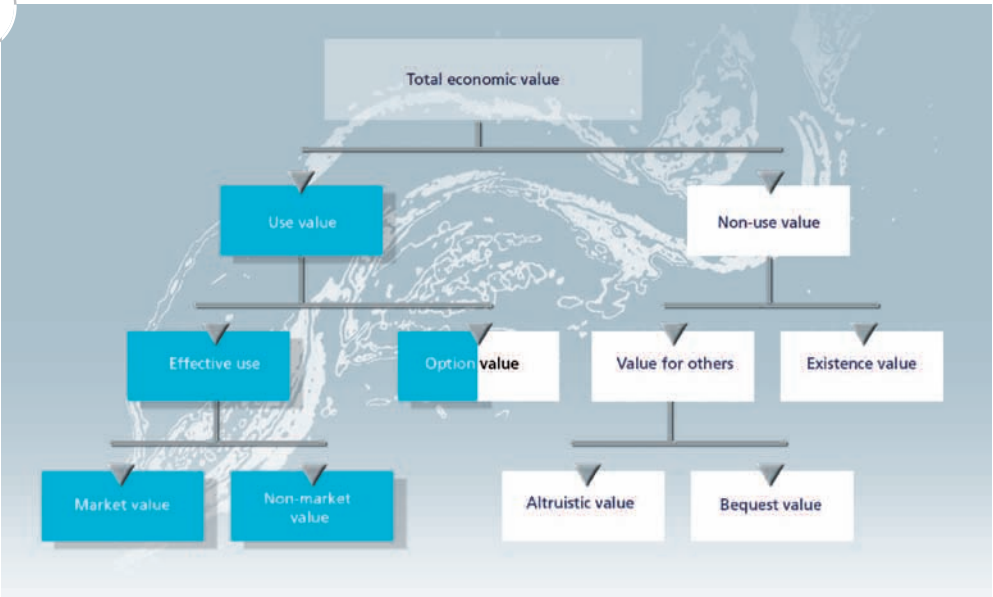 Total economic value
Use value
Non-use value
Effective use
Option value
Value for others
Existence value
Market value
Non-market
value
Altruistic value
Bequest value